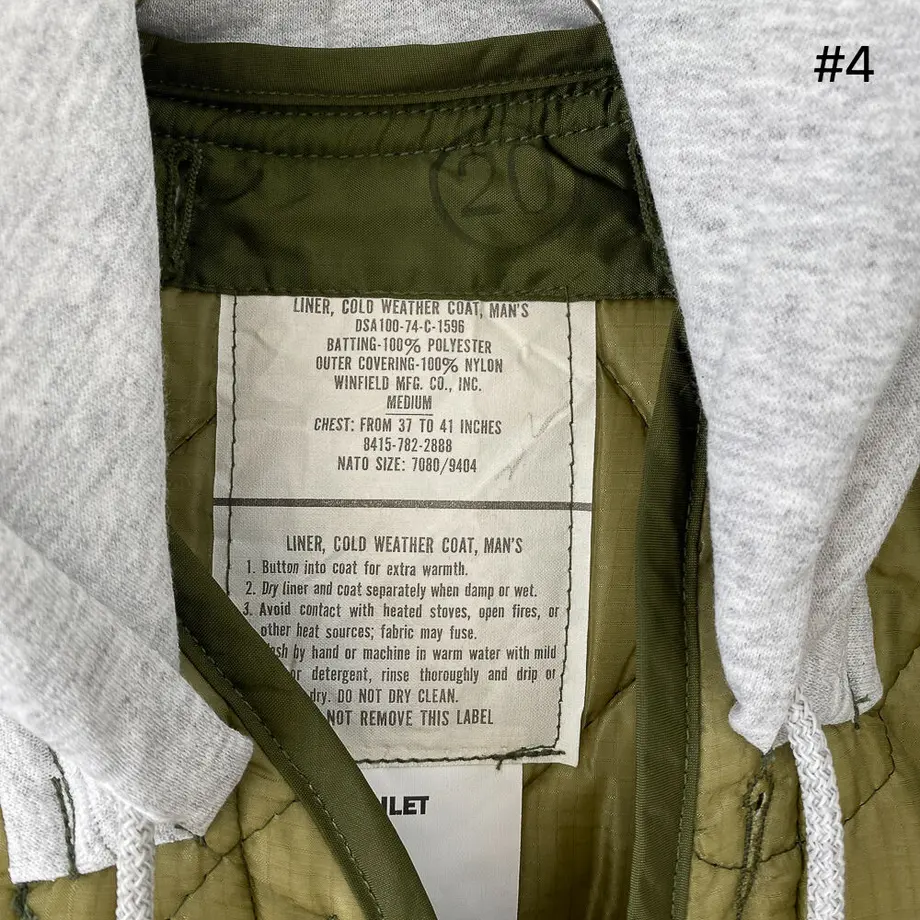 #4
20
LINER, COLD WEATHER COAT, MAN'S
DSA100-74-C-1596
BATTING-100% POLYESTER
OUTER COVERING-100% NYLON
WINFIELD MFG. CO., INC.
MEDIUM
CHEST: FROM 37 TO 41 INCHES
8415-782-2888
NATO SIZE: 7080/9404
LINER, COLD WEATHER COAT, MAN'S
1. Button into coat for extra warmth.
2. Dry liner and coat separately when damp or wet.
3. Avoid contact with heated stoves, open fires, or
other heat sources; fabric may fuse.
by hand or machine in warm water with mild
or detergent, rinse thoroughly and drip or
dry. DO NOT DRY CLEAN.
NOT REMOVE THIS LABEL